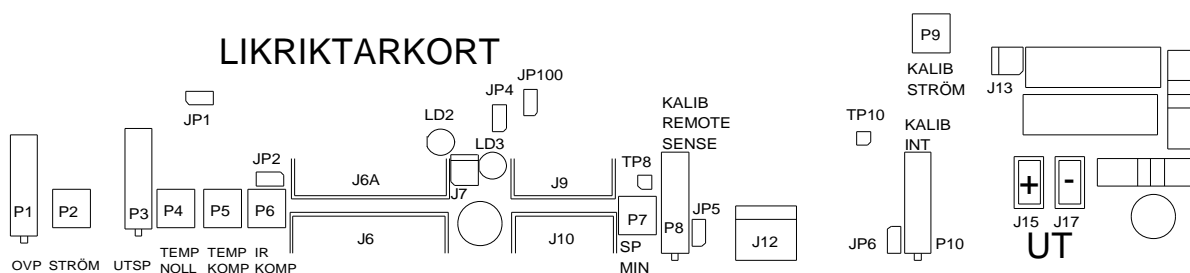 LIKRIKTARKORT
P9
KALIB
STRÖM
J13
JP100
JP4
JP1
LD2
LD3
KALIB
REMOTE
SENSE
TP10
KALIB
INT
JP2
J6A
J7
J9
TP8
P1
P2
P3
P4
P5
P6
J6
J10
P7
P8
JP5
J12
JP6
P10
+
-
J15
J17
UT
OVP
STRÖM
UTSP
TEMP
NOLL
TEMP
KOMP
IR
KOMP
SP
MIN